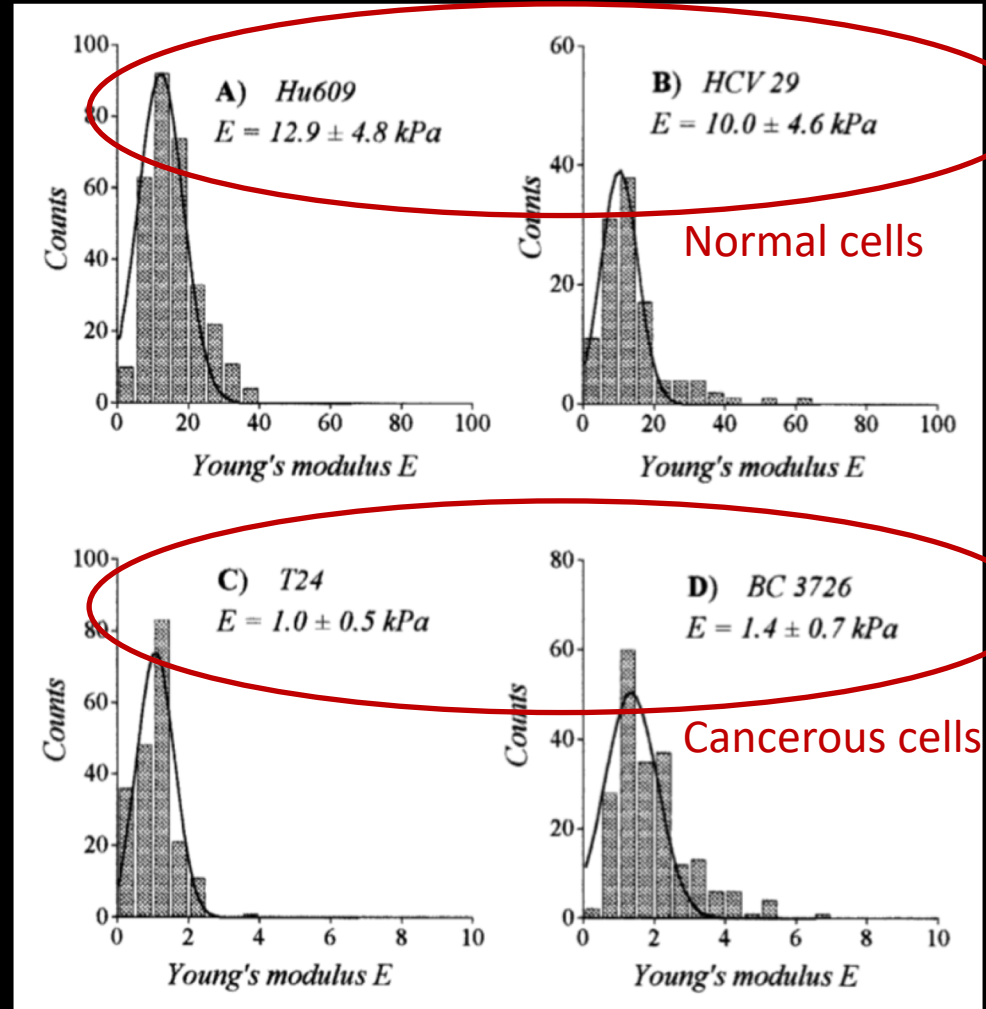 100
80
60
40
20
0
Counts
0 20 40 60 80 100
Young's modulus E
A) Hu609
E = 12.9 ± 4.8 kPa
60
40
20
0
Counts
0 20 40 60 80 100
Young's modulus E
B) HCV 29
E = 10.0 ± 4.6 kPa
Normal cells
100
80
60
40
20
0
Counts
0 2 4 6 8 10
Young's modulus E
C) T24
E = 1.0 ± 0.5 kPa
80
60
40
20
0
Counts
0 2 4 6 8 10
Young's modulus E
D) BC 3726
E = 1.4 ± 0.7 kPa
Cancerous cells